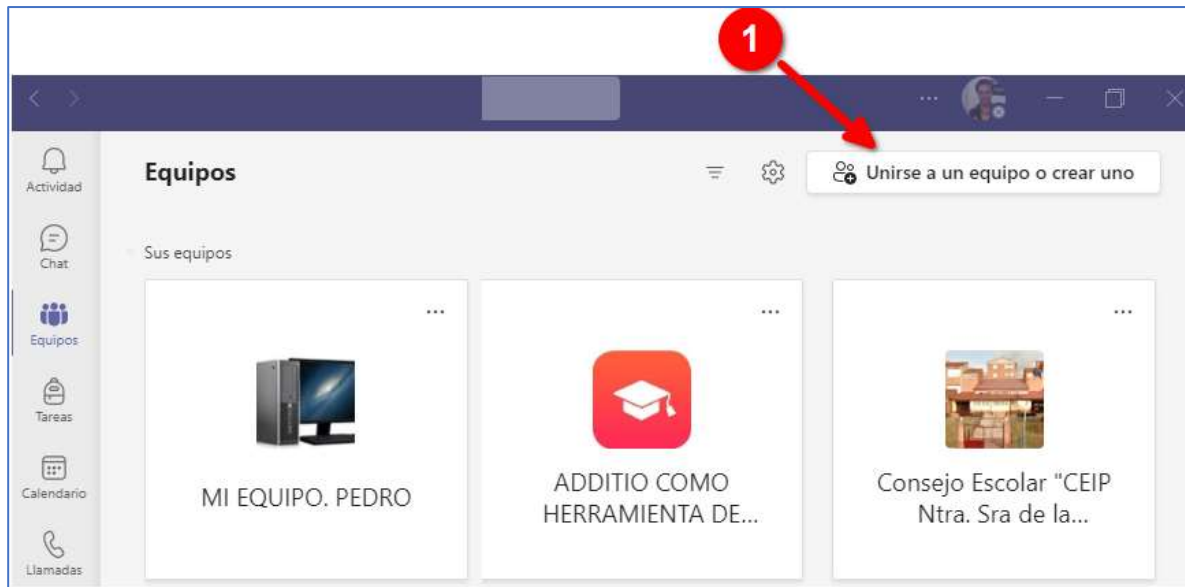 1
Equipos
Unirse a un equipo o crear uno
Actividad
Sus equipos
Chat
Equipos
Tareas
Calendario
Llamadas
MI EQUIPO. PEDRO
ADDITIO COMO
HERRAMIENTA DE...
Consejo Escolar "CEIP
Ntra. Sra de la...